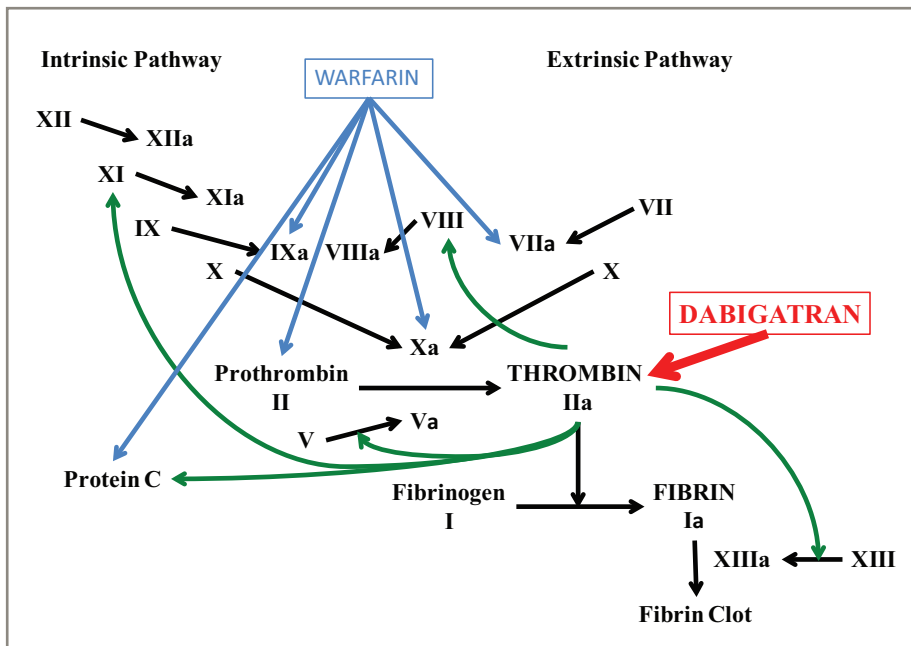 Intrinsic Pathway
Extrinsic Pathway
WARFARIN
XII
XIIa
XI
XIa
IX
IXa
VIIIa
VIII
VIIa
VII
X
X
Xa
DABIGATRAN
Prothrombin
II
THROMBIN
IIa
V
Va
Protein C
Fibrinogen
I
FIBRIN
Ia
XIIIa
XIII
Fibrin Clot